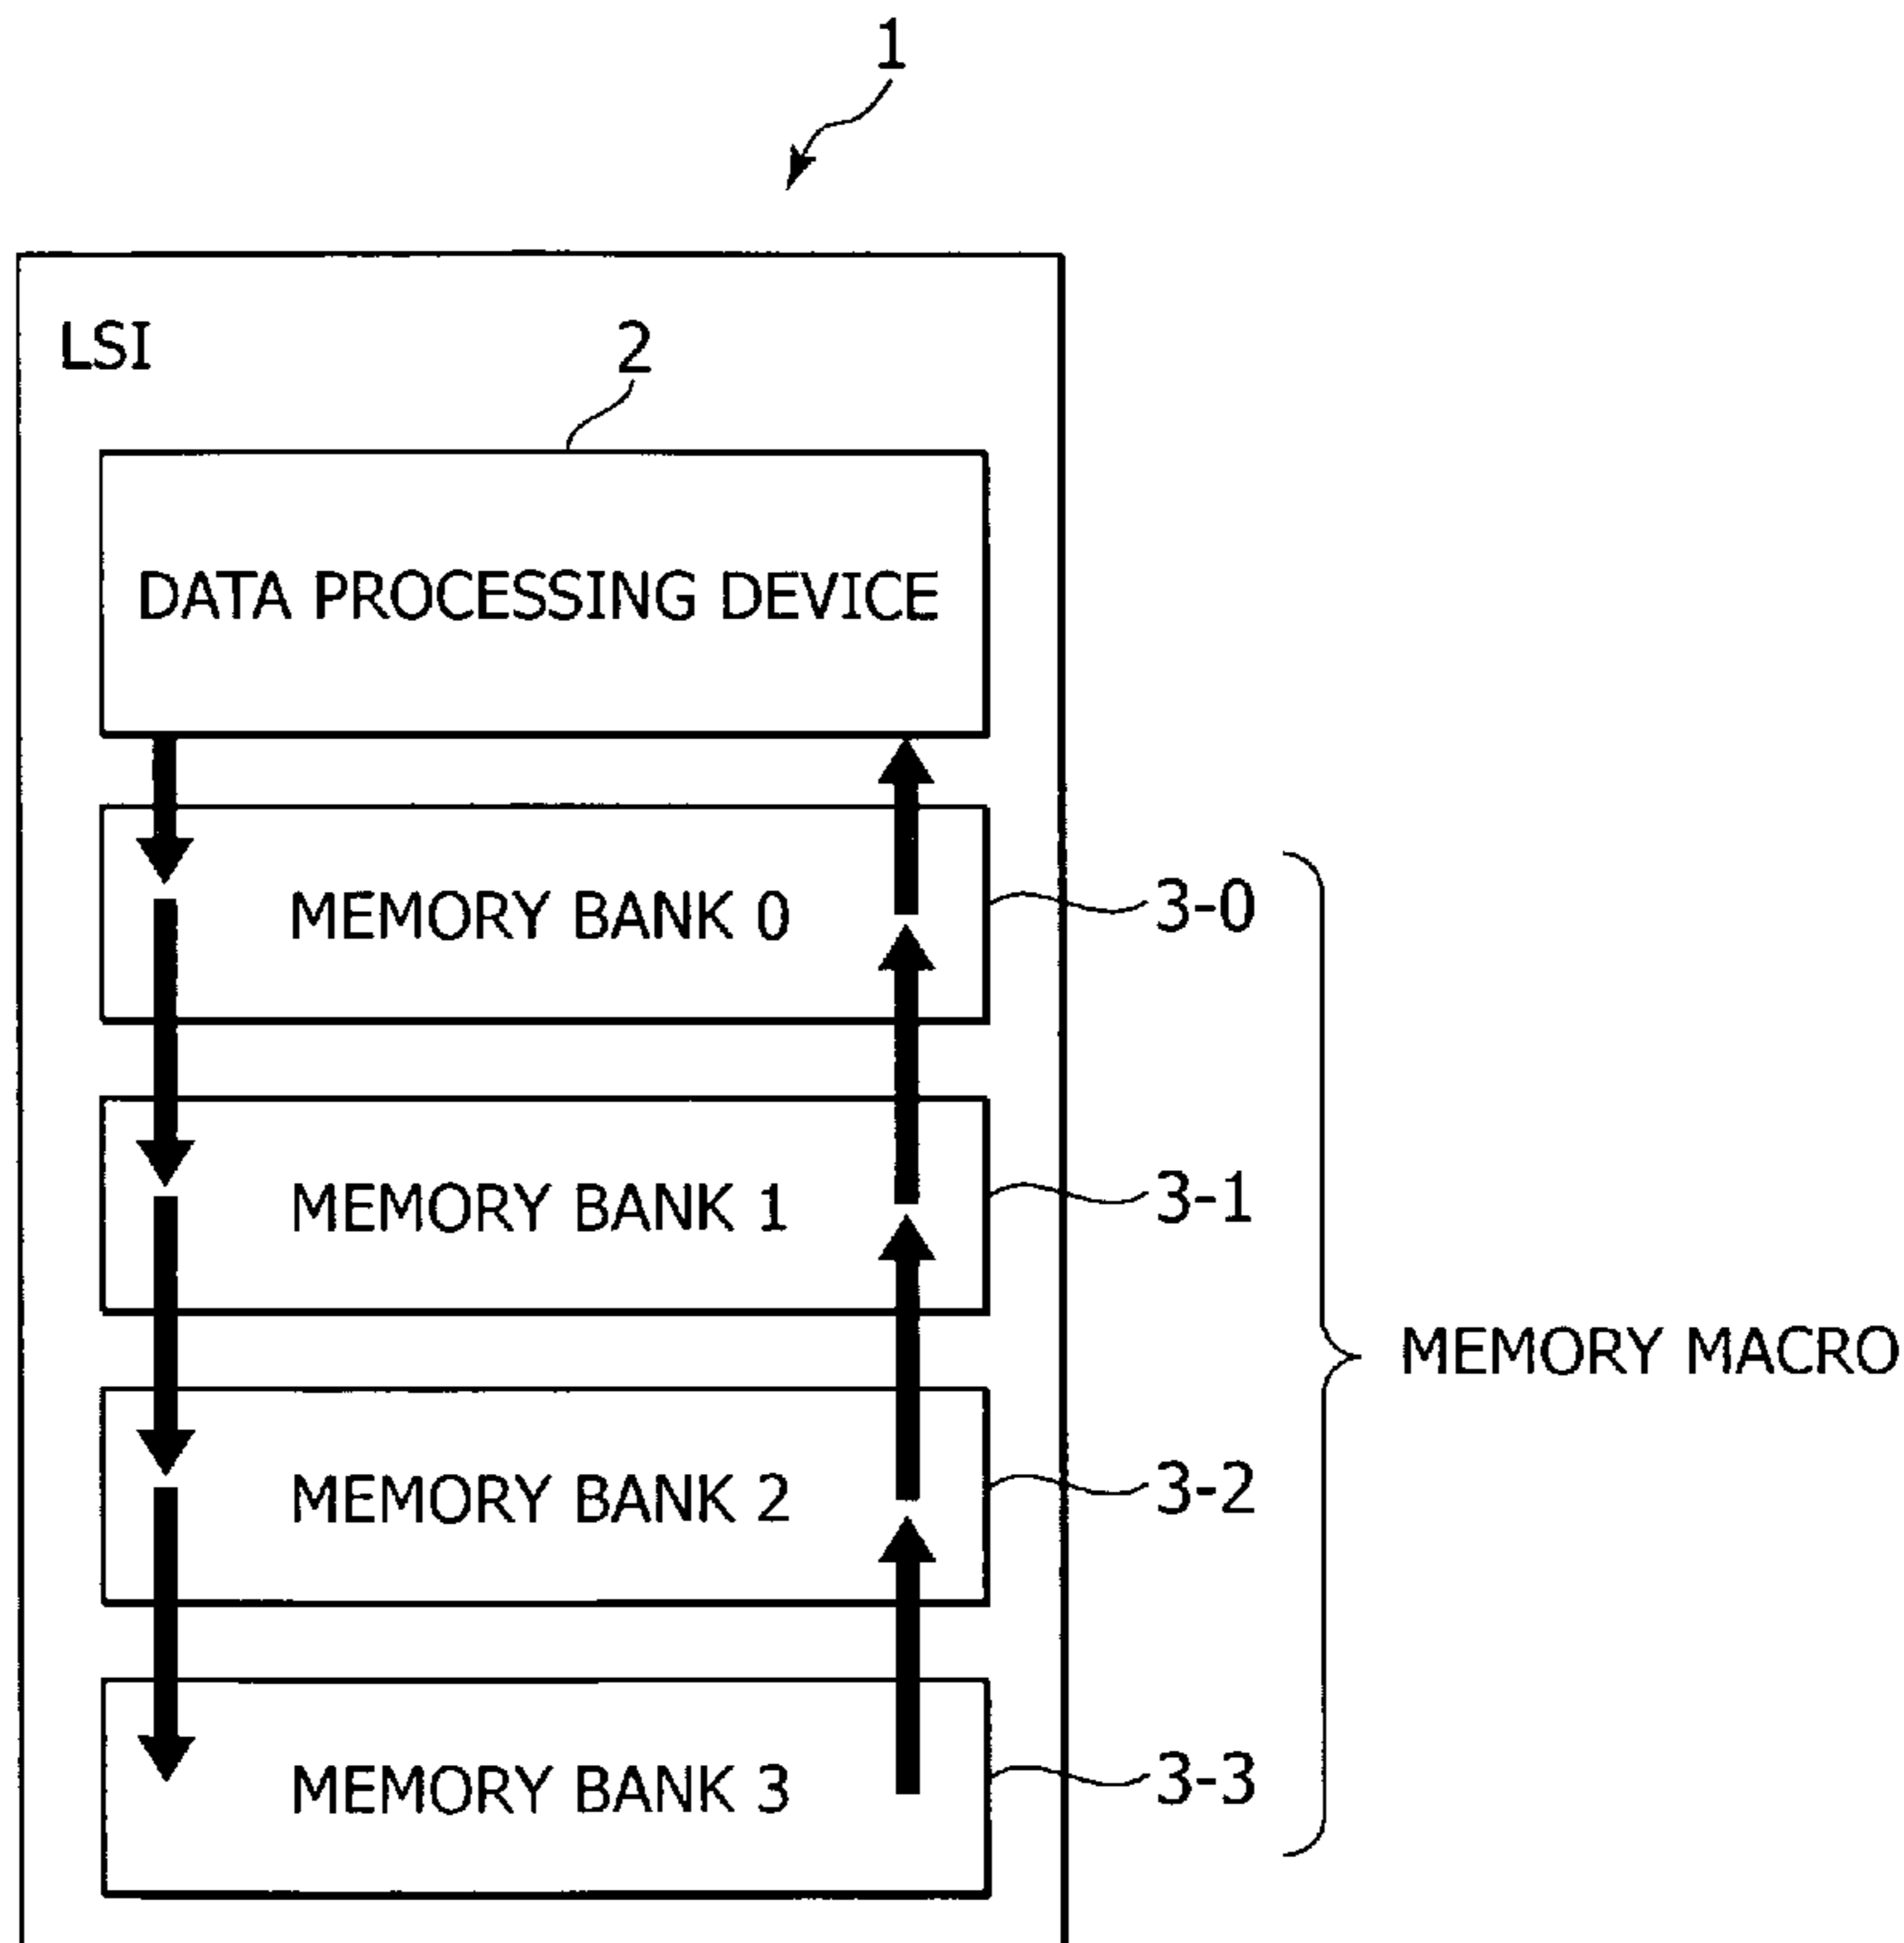 1
LSI
2
DATA PROCESSING DEVICE
MEMORY BANK 0
3-0
MEMORY BANK 1
3-1
MEMORY MACRO
MEMORY BANK 2
3-2
MEMORY BANK 3
3-3